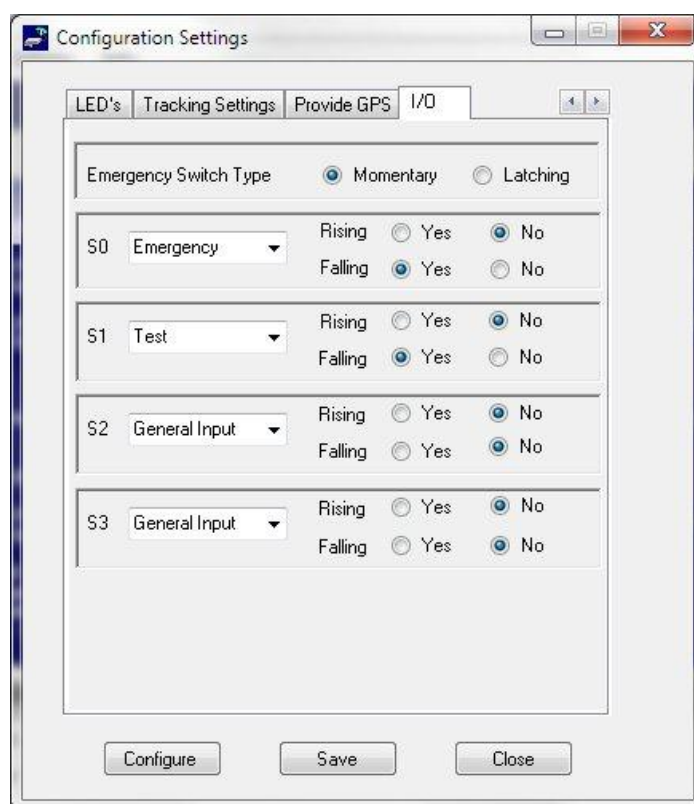 Configuration Settings
LED's Tracking Settings Provide GPS I/O
Emergency Switch Type Momentary Latching
S0 Emergency Rising Yes No
Falling Yes No
S1 Test Rising Yes No
Falling Yes No
S2 General Input Rising Yes No
Falling Yes No
S3 General Input Rising Yes No
Falling Yes No
Configure Save Close